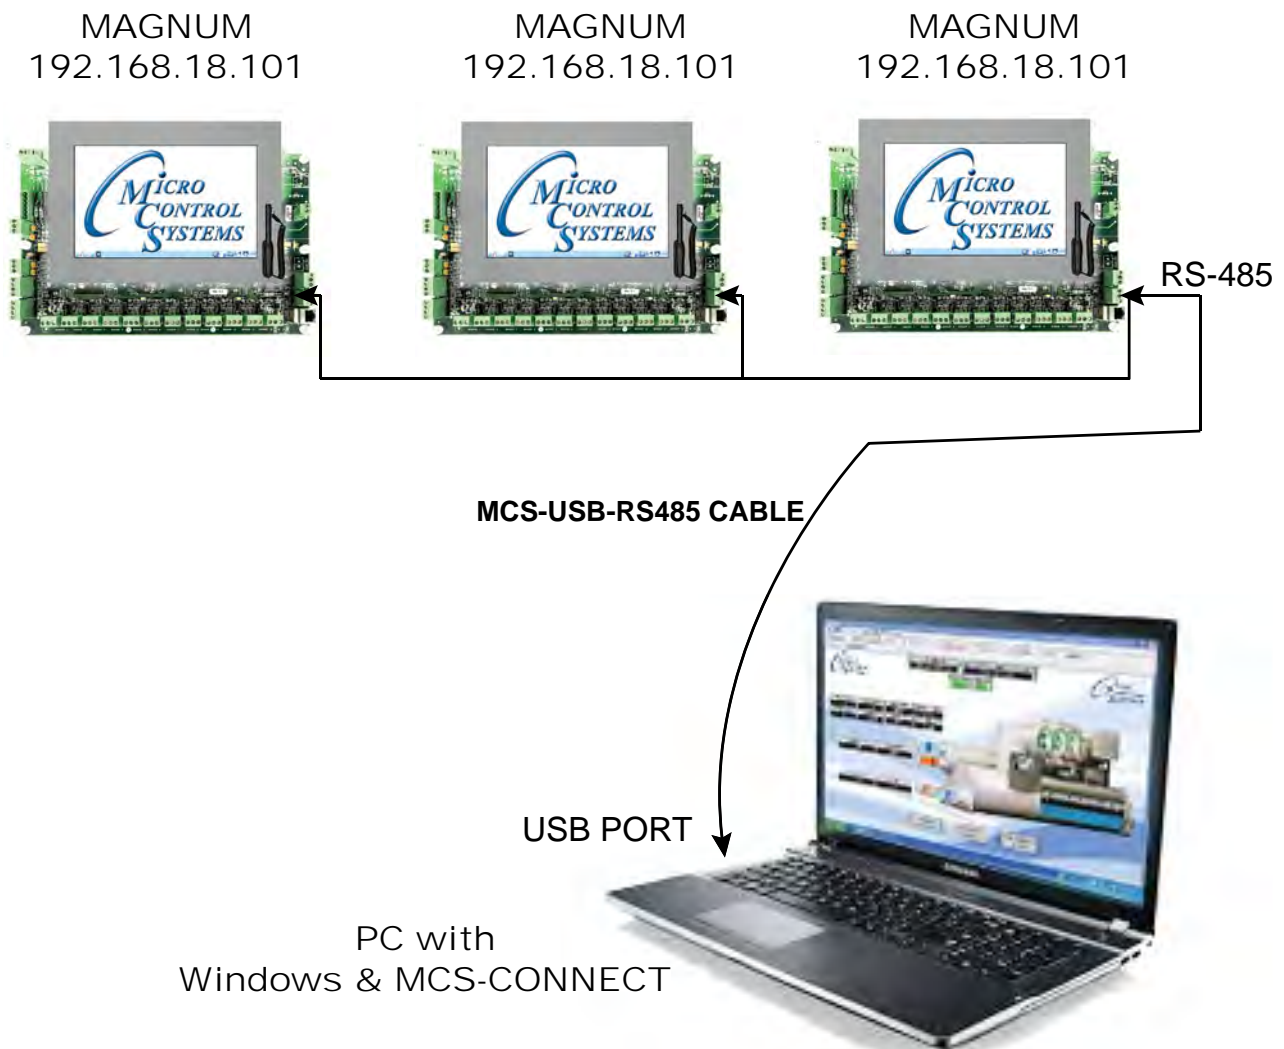 MAGNUM
192.168.18.101
MAGNUM
192.168.18.101
MAGNUM
192.168.18.101
MICRO
CONTROL
SYSTEMS
MICRO
CONTROL
SYSTEMS
MICRO
CONTROL
SYSTEMS
RS-485
MCS-USB-RS485 CABLE
USB PORT
PC with
Windows & MCS-CONNECT